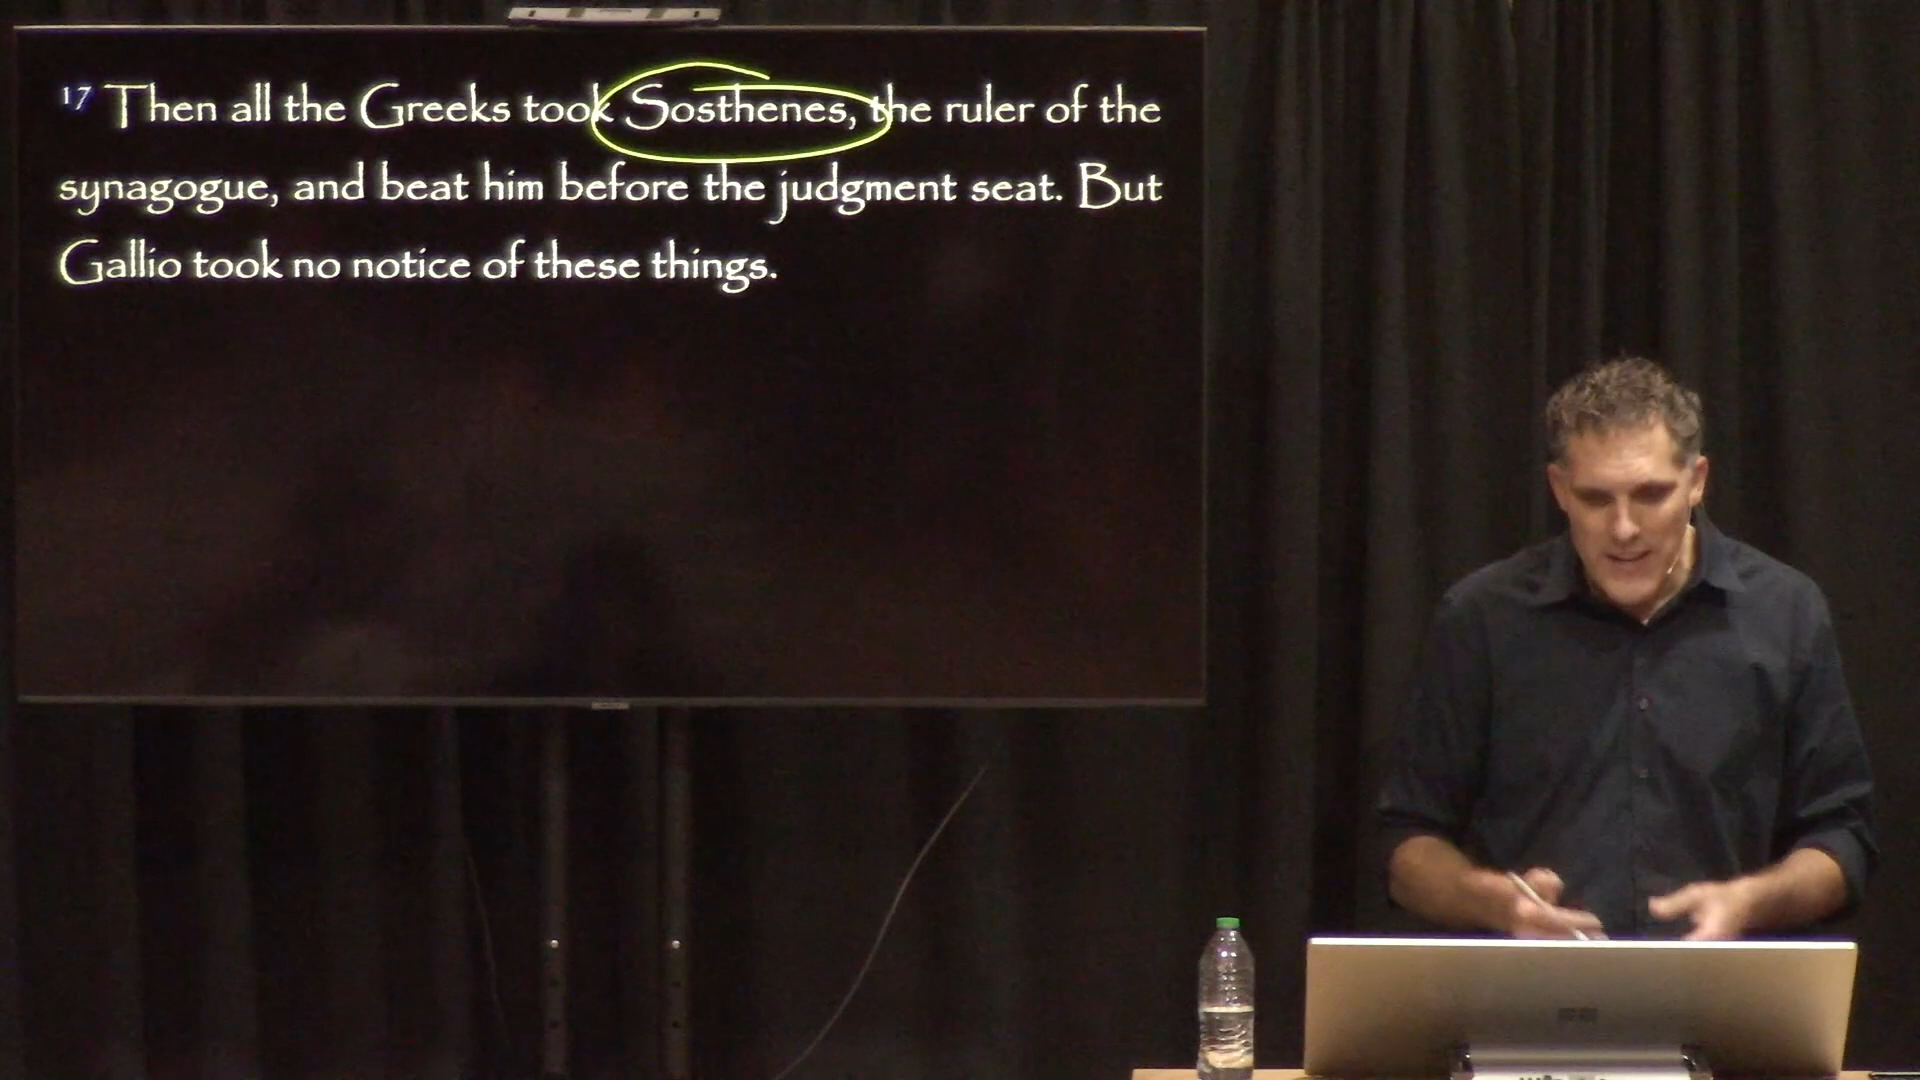 17 Then all the Greeks took Sosthenes, the ruler of the
synagogue, and beat him before the judgment seat. But
Gallio took no notice of these things.